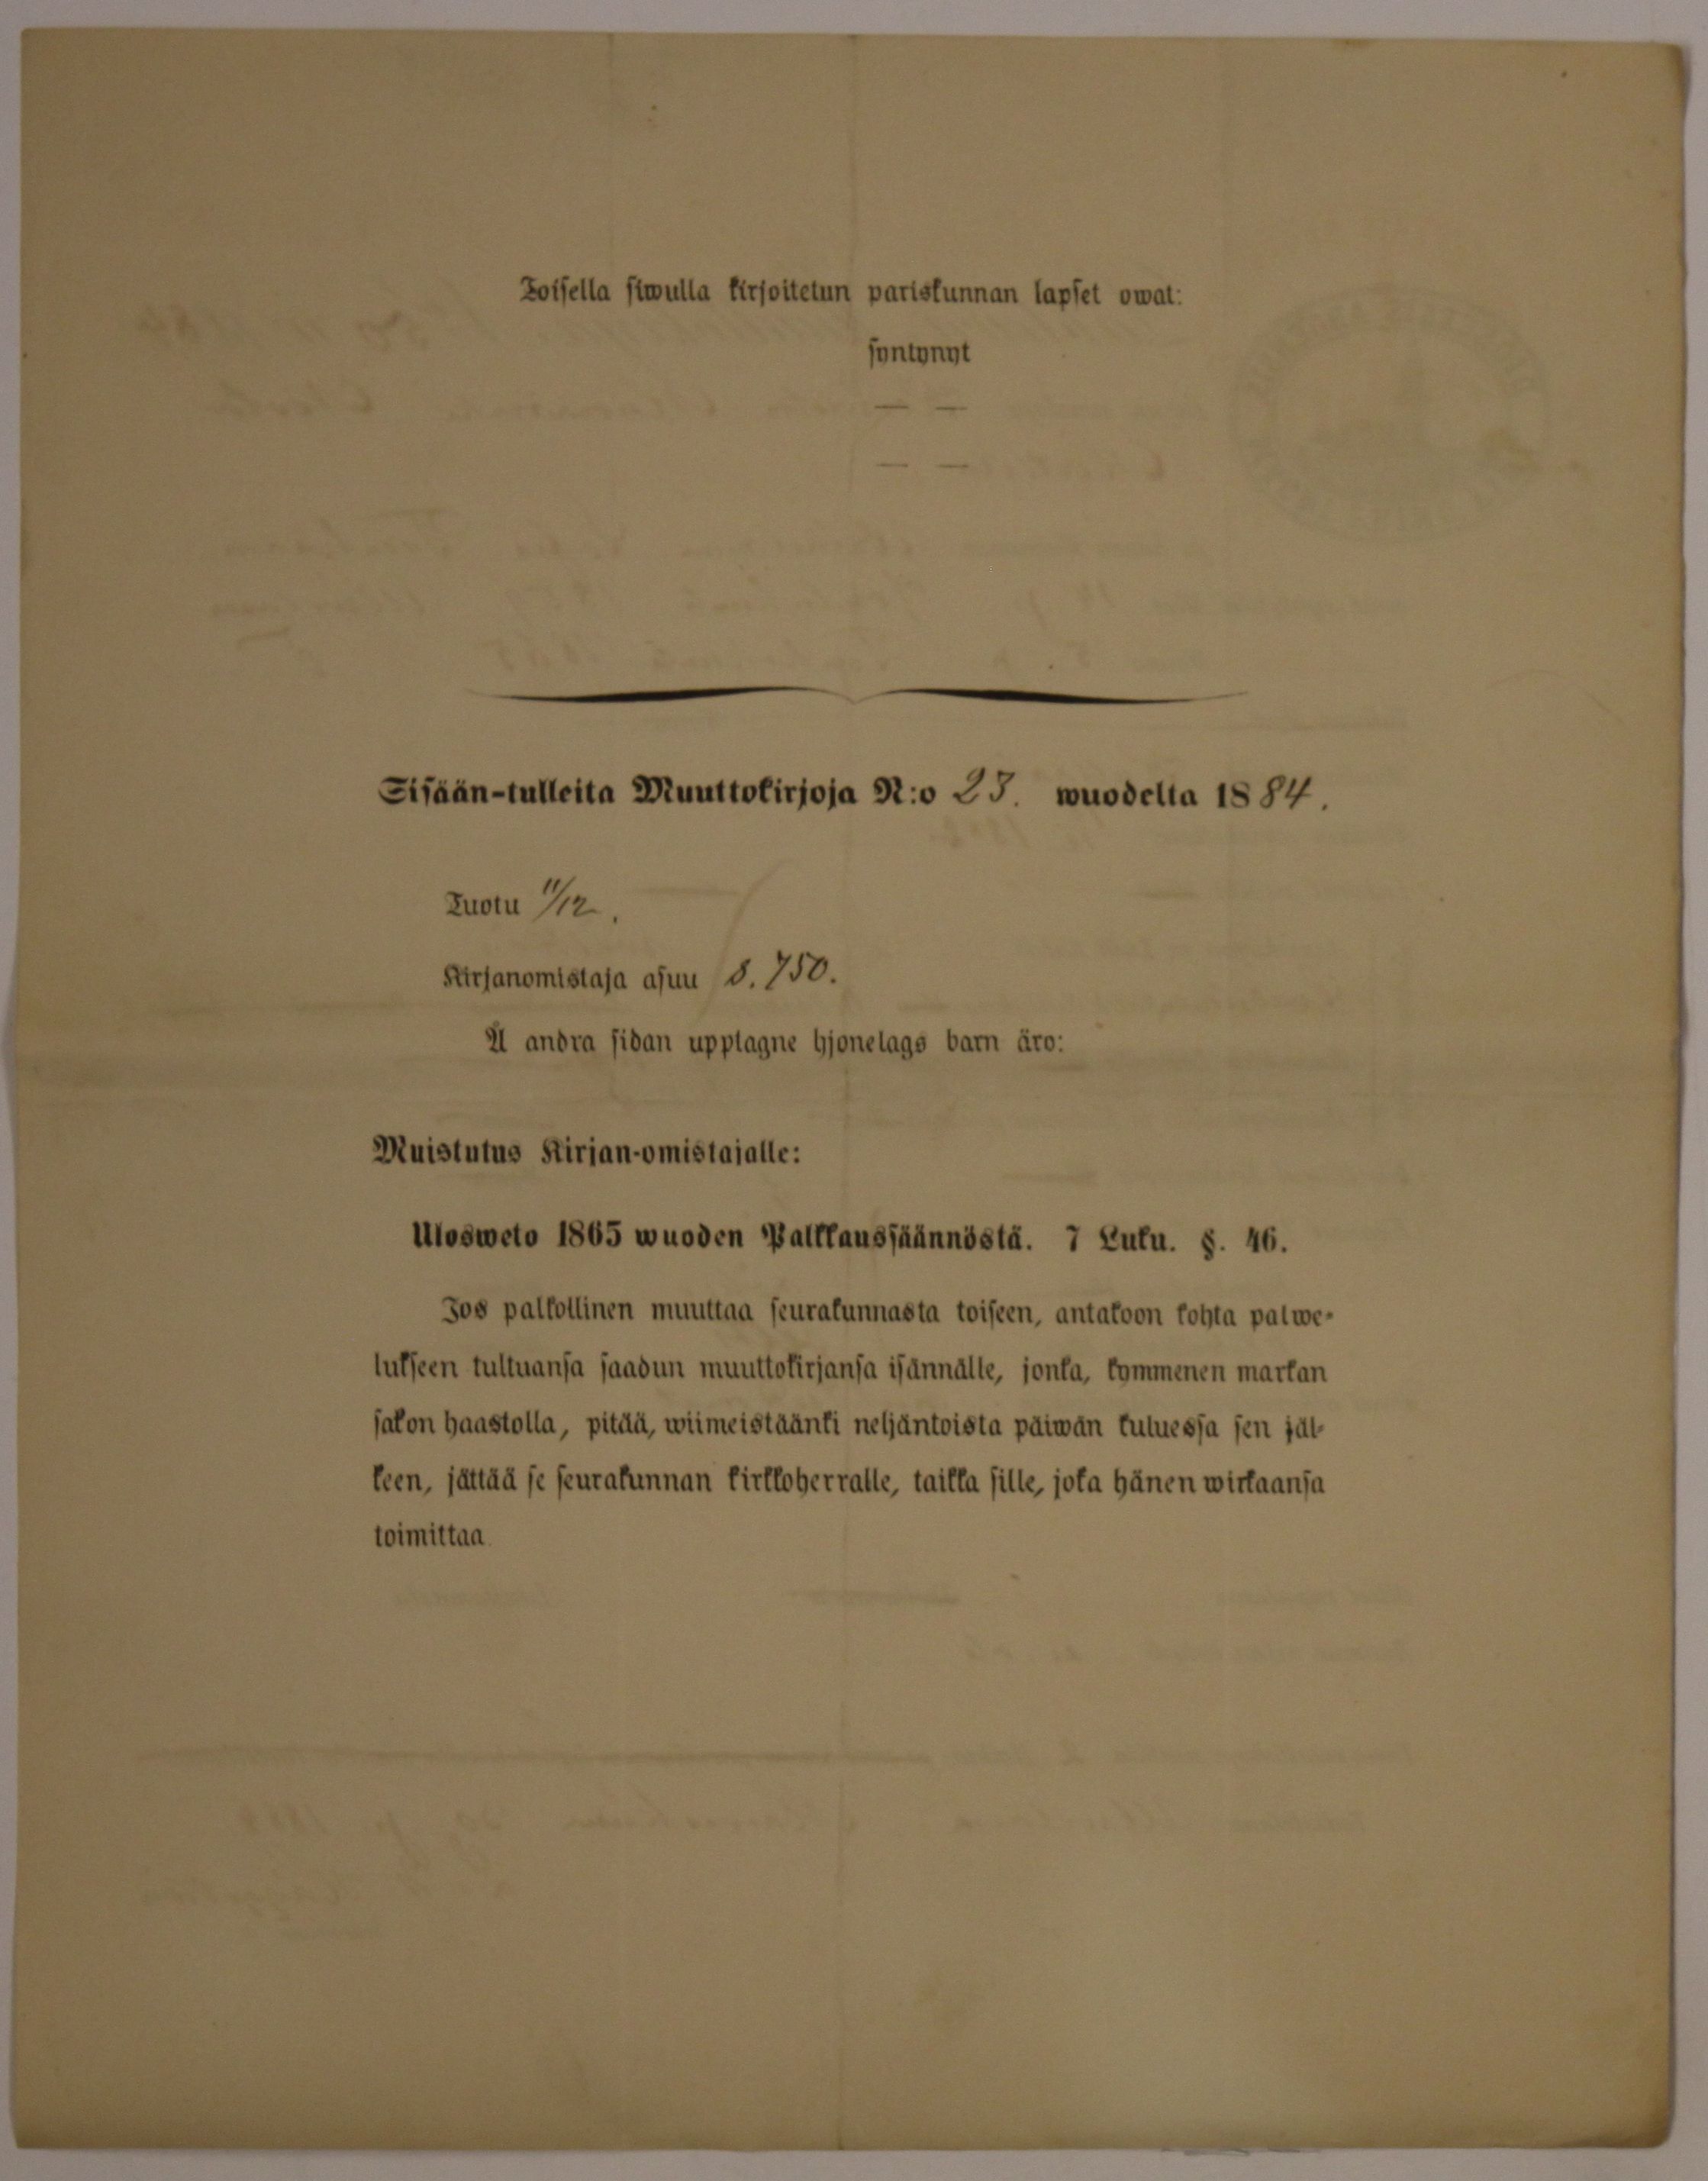 Toisella siwulla kirjoitetun pariskunnan lapset owat:
syntynyt
— —
— —
Sisään-tulleita Muuttokirjoja N:o 23. wuodelta 1884.
Tuotu 11/12.
Kirjanomistaja asuu s. 750.
Å andra sidan upptagne hjonelags barn äro:
Muistutus Kirjan-omistajalle:
Ulosweto 1865 wuoden Palkkaussäännöstä. 7 Luku. §. 46.
Jos palkollinen muuttaa seurakunnasta toiseen, antakoon kohta palwe-
lukseen tultuansa saadun muuttokirjansa isännälle, jonka, kymmenen markan
sakon haastolla, pitää, wiimeistäänki neljäntoista päiwän kuluessa sen jäl-
keen, jättää se seurakunnan kirkkoherralle, taikka sille, joka hänen wirkaansa
toimittaa.